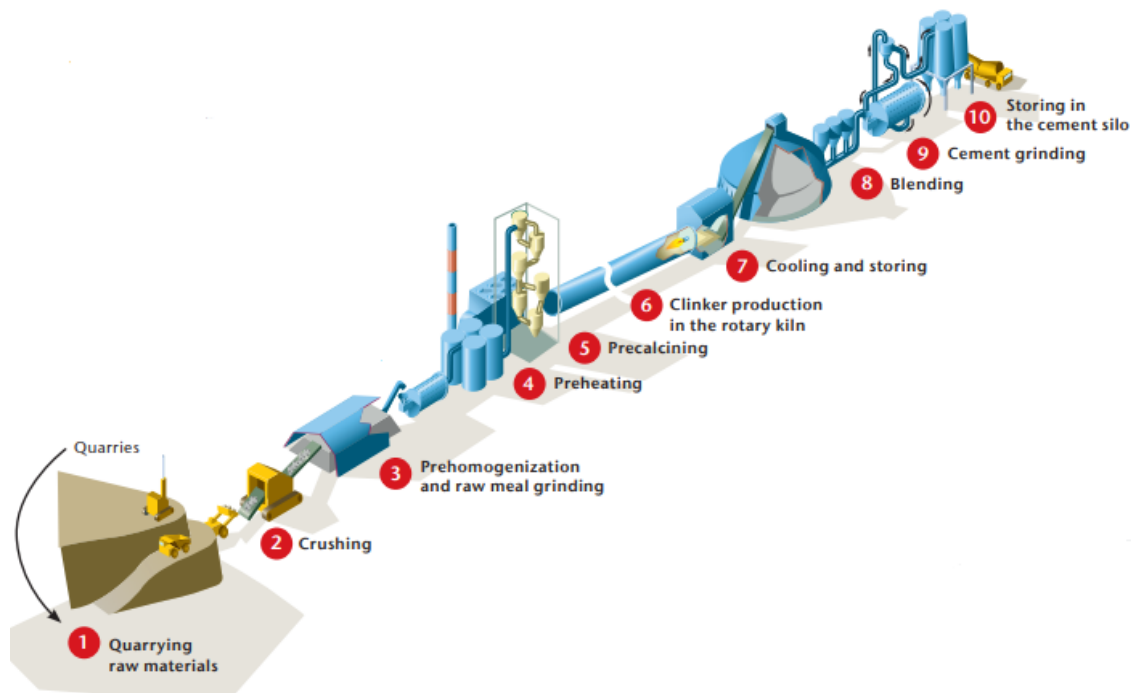 Quarries
1
Quarrying
raw materials
2
Crushing
3
Prehomogenization
and raw meal grinding
4
Preheating
5
Precalcining
6
Clinker production
in the rotary kiln
7
Cooling and storing
8
Blending
9
Cement grinding
10
Storing in
the cement silo